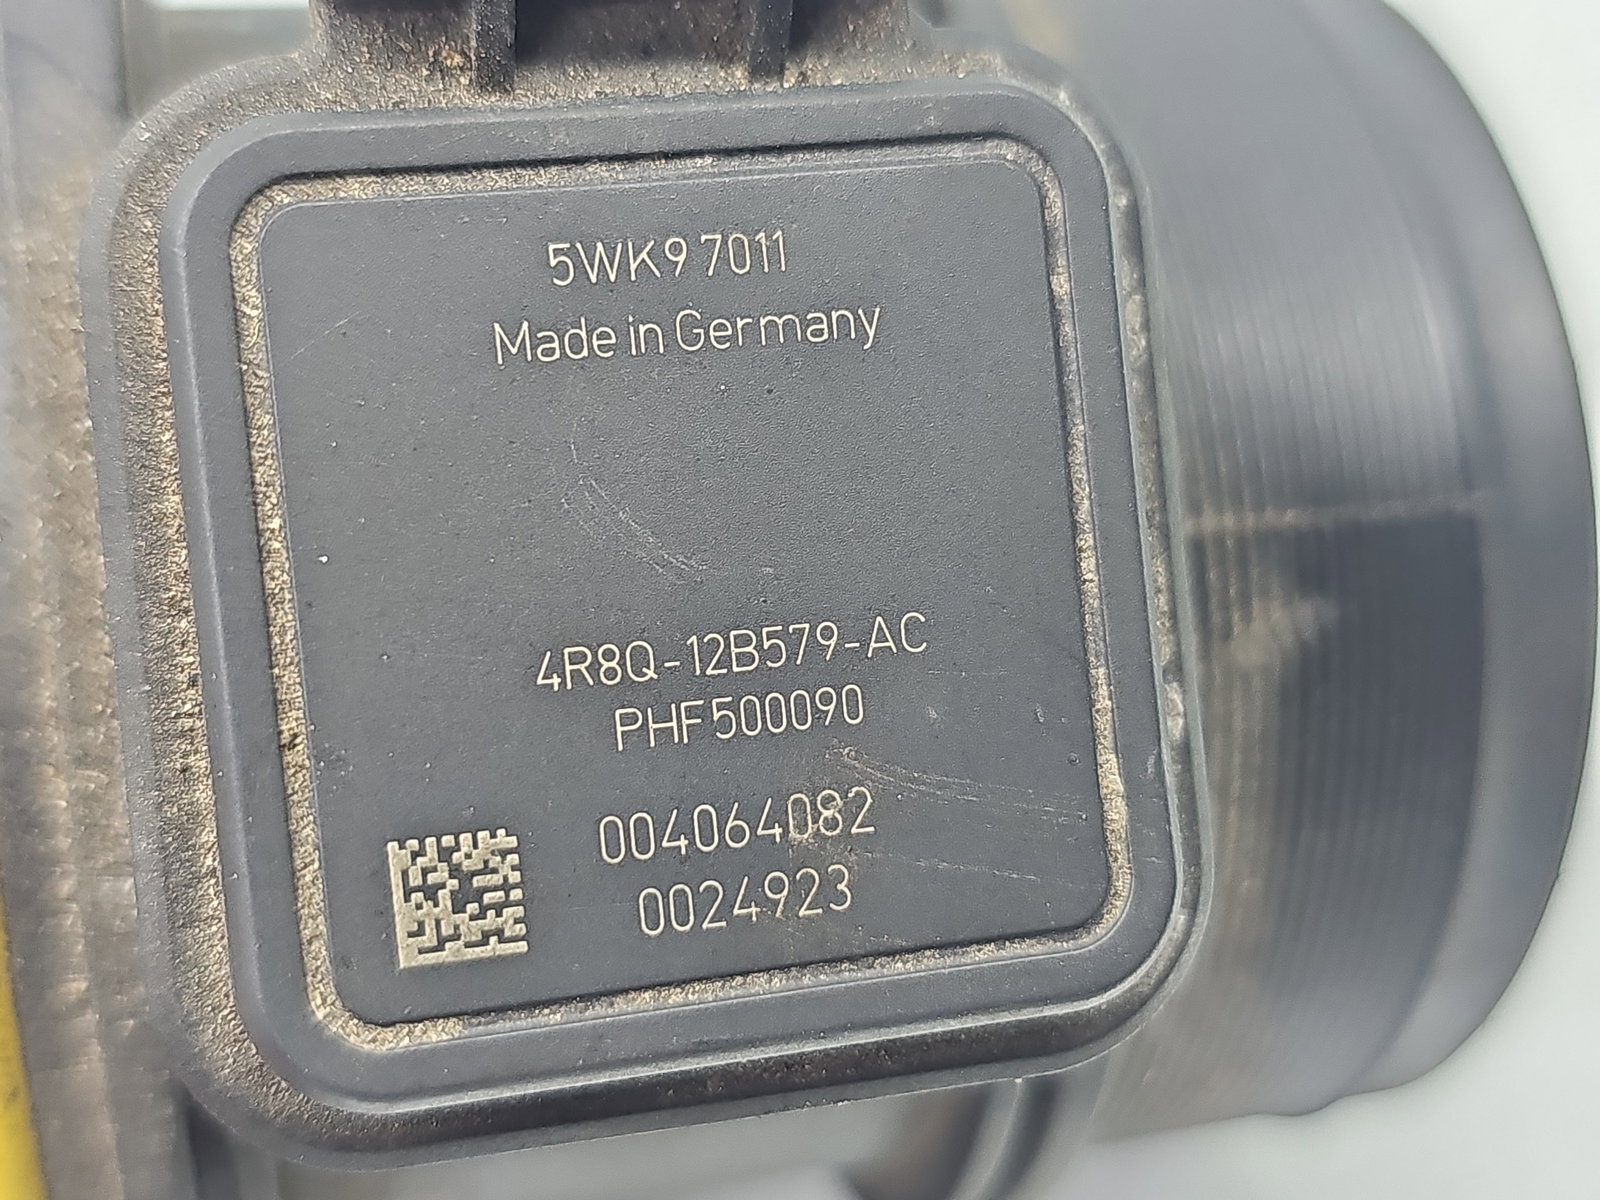 5WK9 7011
Made in Germany
4R8Q-12B579-AC
PHF500090
004064082
0024923